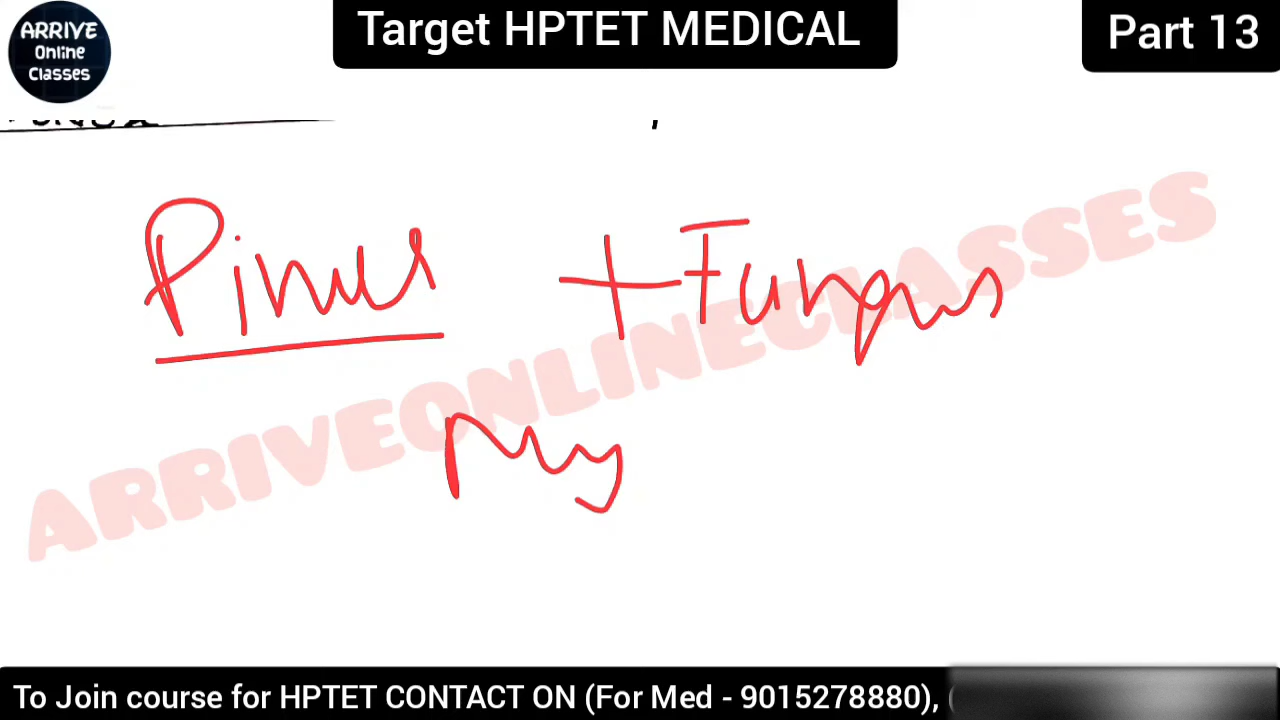 ARRIVE
Online
Classes
Target HPTET MEDICAL
Part 13
Pinus + Fungus
My
ARRIVEONLINECLASSES
To Join course for HPTET CONTACT ON (For Med - 9015278880), (